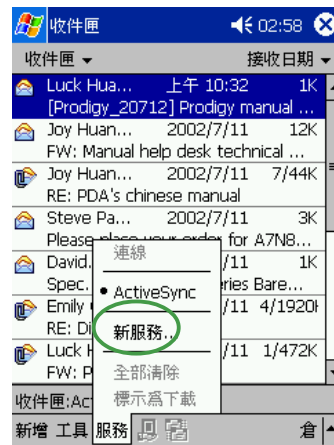 收件匣 02:58
收件匣 接收日期
Luck Hua... 上午 10:32 1K
[Prodigy_20712] Prodigy manual ...
Joy Huan... 2002/7/11 12K
FW: Manual help desk technical ...
Joy Huan... 2002/7/11 7/44K
RE: PDA's chinese manual
Steve Pa... 2002/7/11 3K
Please place your order for A7N8...
David. /11 1K
Spec. eries Bare...
Emily /11 4/1920
RE: Di
Luck H /11 1/472K
FW: P
連線
ActiveSync
新服務...
全部清除
標示為下載
收件匣:Ac
新增 工具 服務 倉